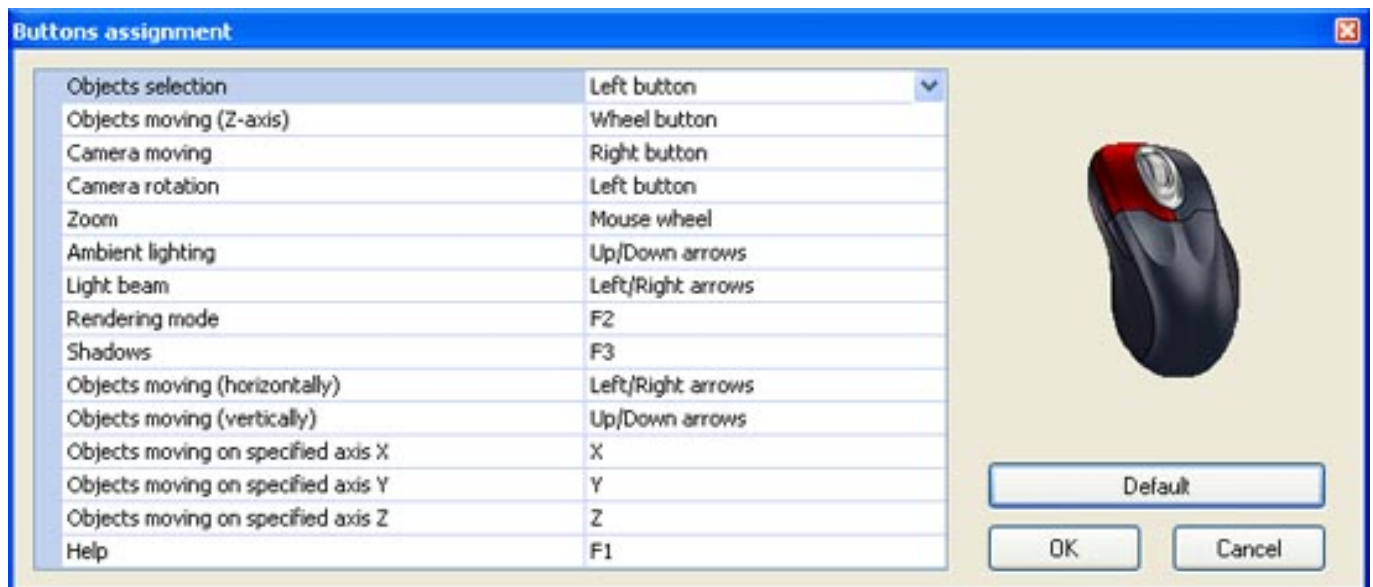 Buttons assignment
Objects selection Left button
Objects moving (Z-axis) Wheel button
Camera moving Right button
Camera rotation Left button
Zoom Mouse wheel
Ambient lighting Up/Down arrows
Light beam Left/Right arrows
Rendering mode F2
Shadows F3
Objects moving (horizontally) Left/Right arrows
Objects moving (vertically) Up/Down arrows
Objects moving on specified axis X X
Objects moving on specified axis Y Y
Objects moving on specified axis Z Z
Help F1
Default
OK Cancel